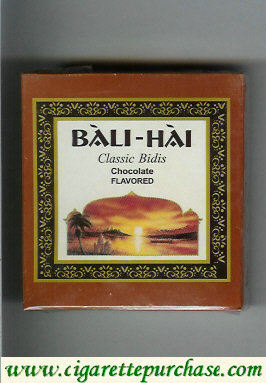 BÀLI-HÀI
Classic Bidis
Chocolate
FLAVORED
www.cigarettepurchase.com